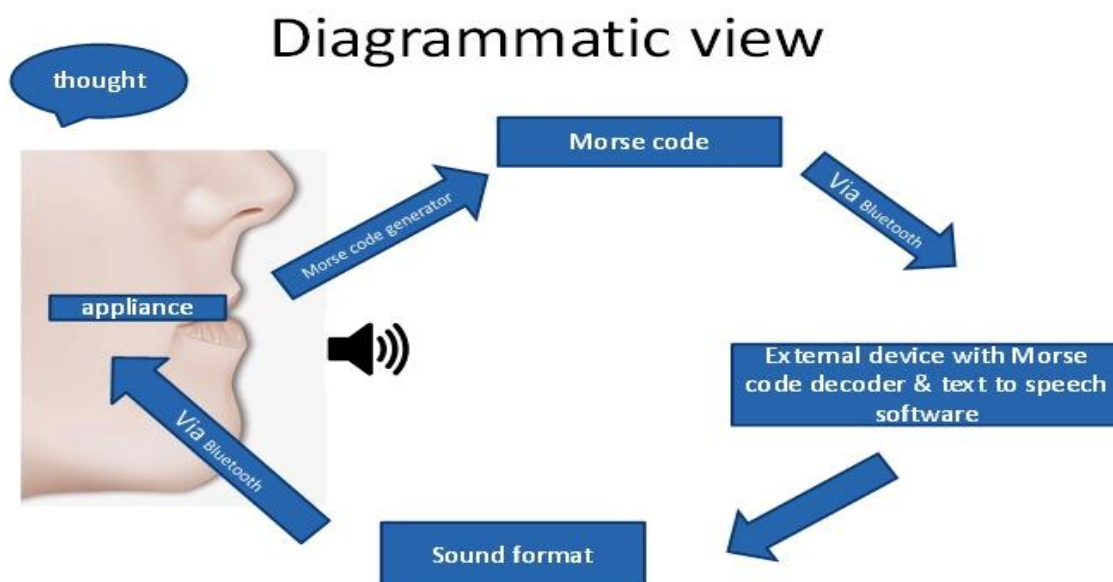 Diagrammatic view
thought
Morse code
Morse code generator
Via Bluetooth
appliance
External device with Morse
code decoder & text to speech
software
Via Bluetooth
Sound format